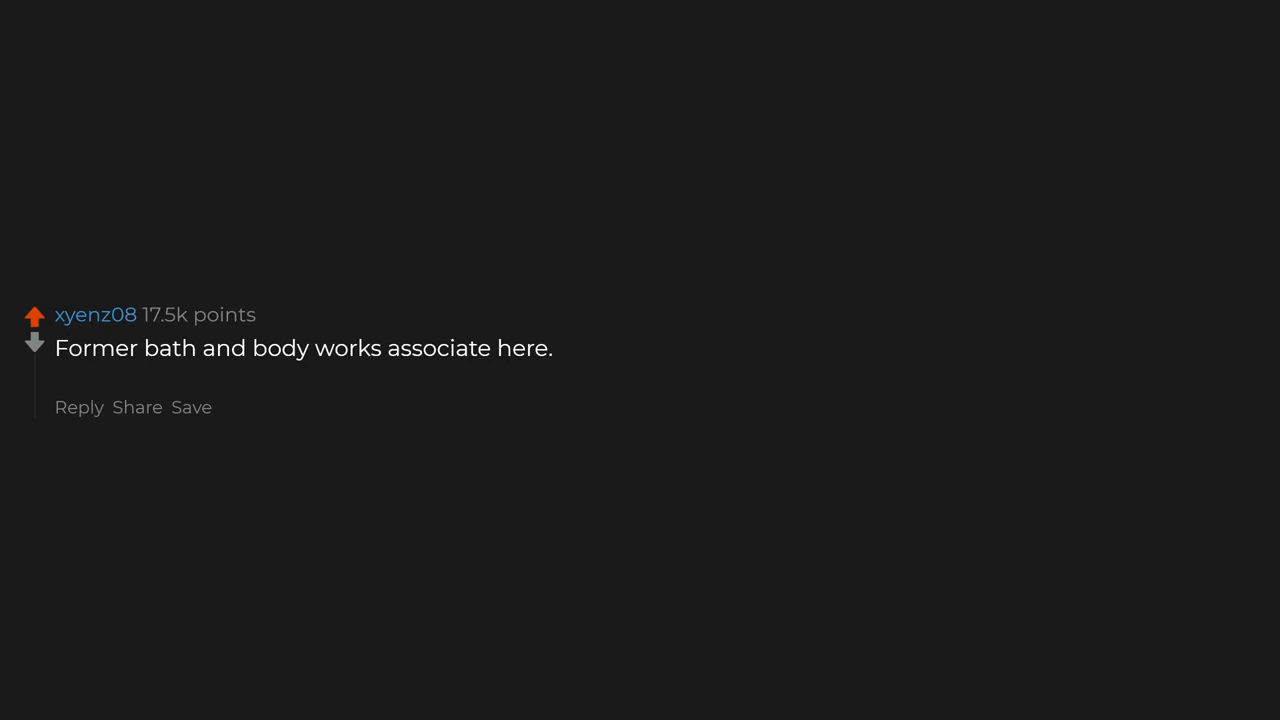 xyenz08 17.5k points
Former bath and body works associate here.
Reply Share Save